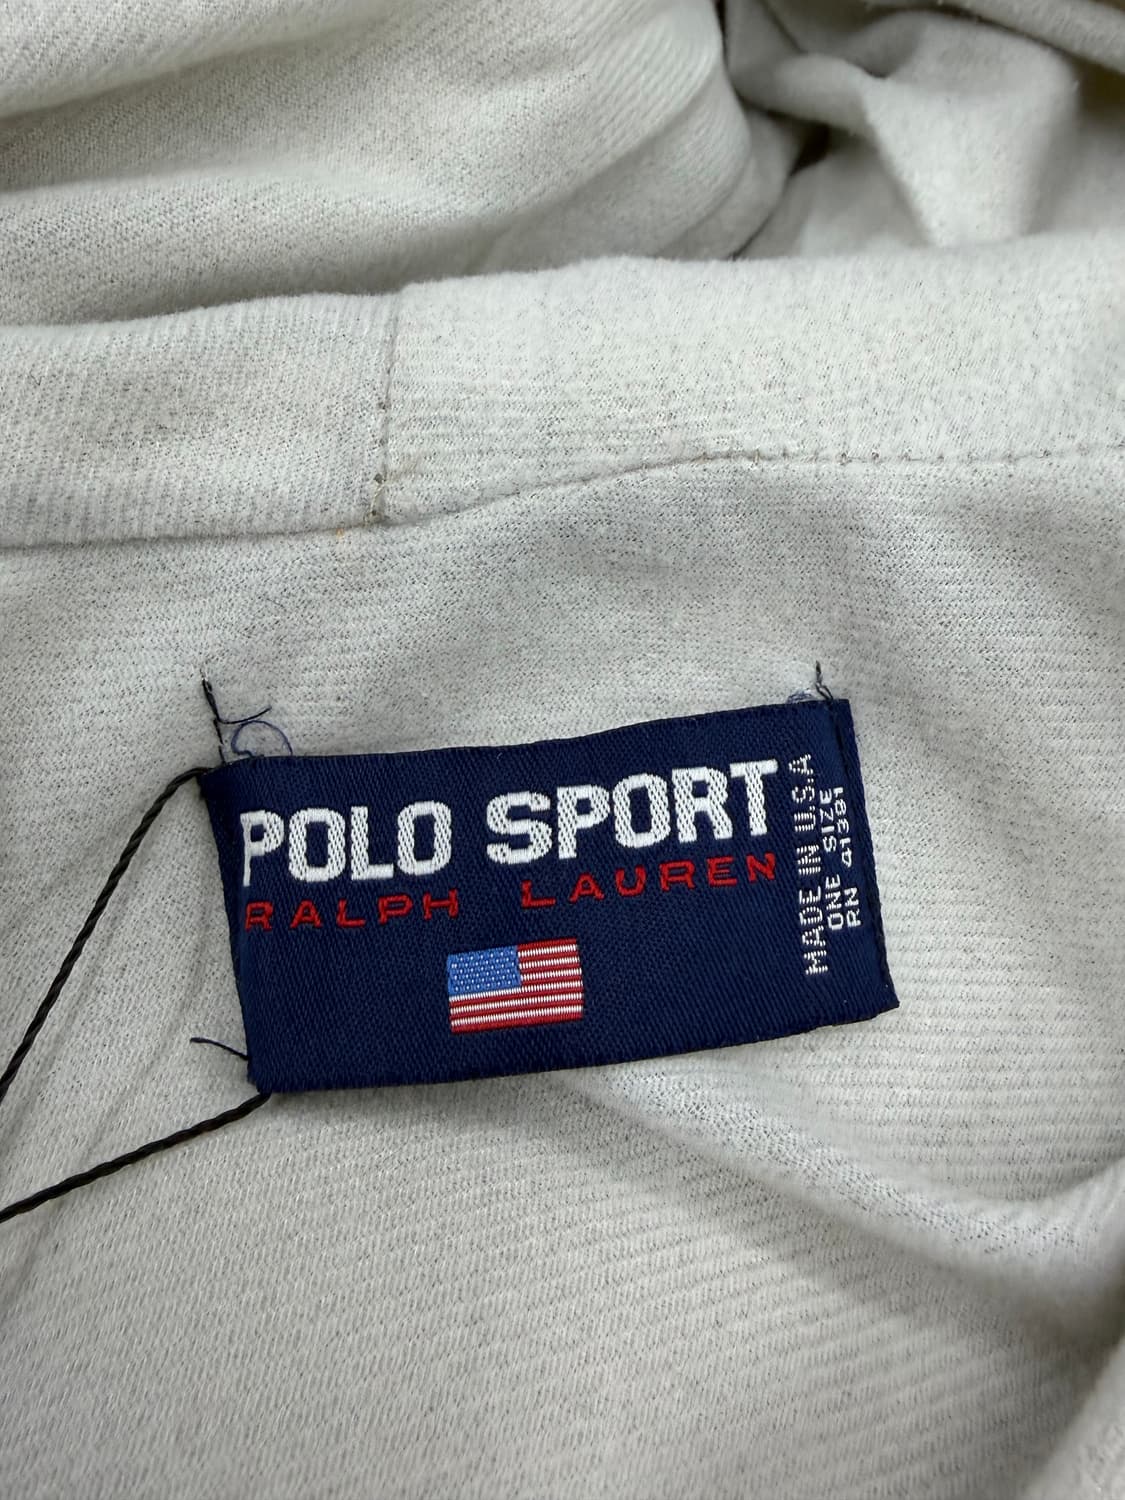 POLO SPORT
RALPH LAUREN
MADE IN U.S.A
ONE SIZE
RN 41381